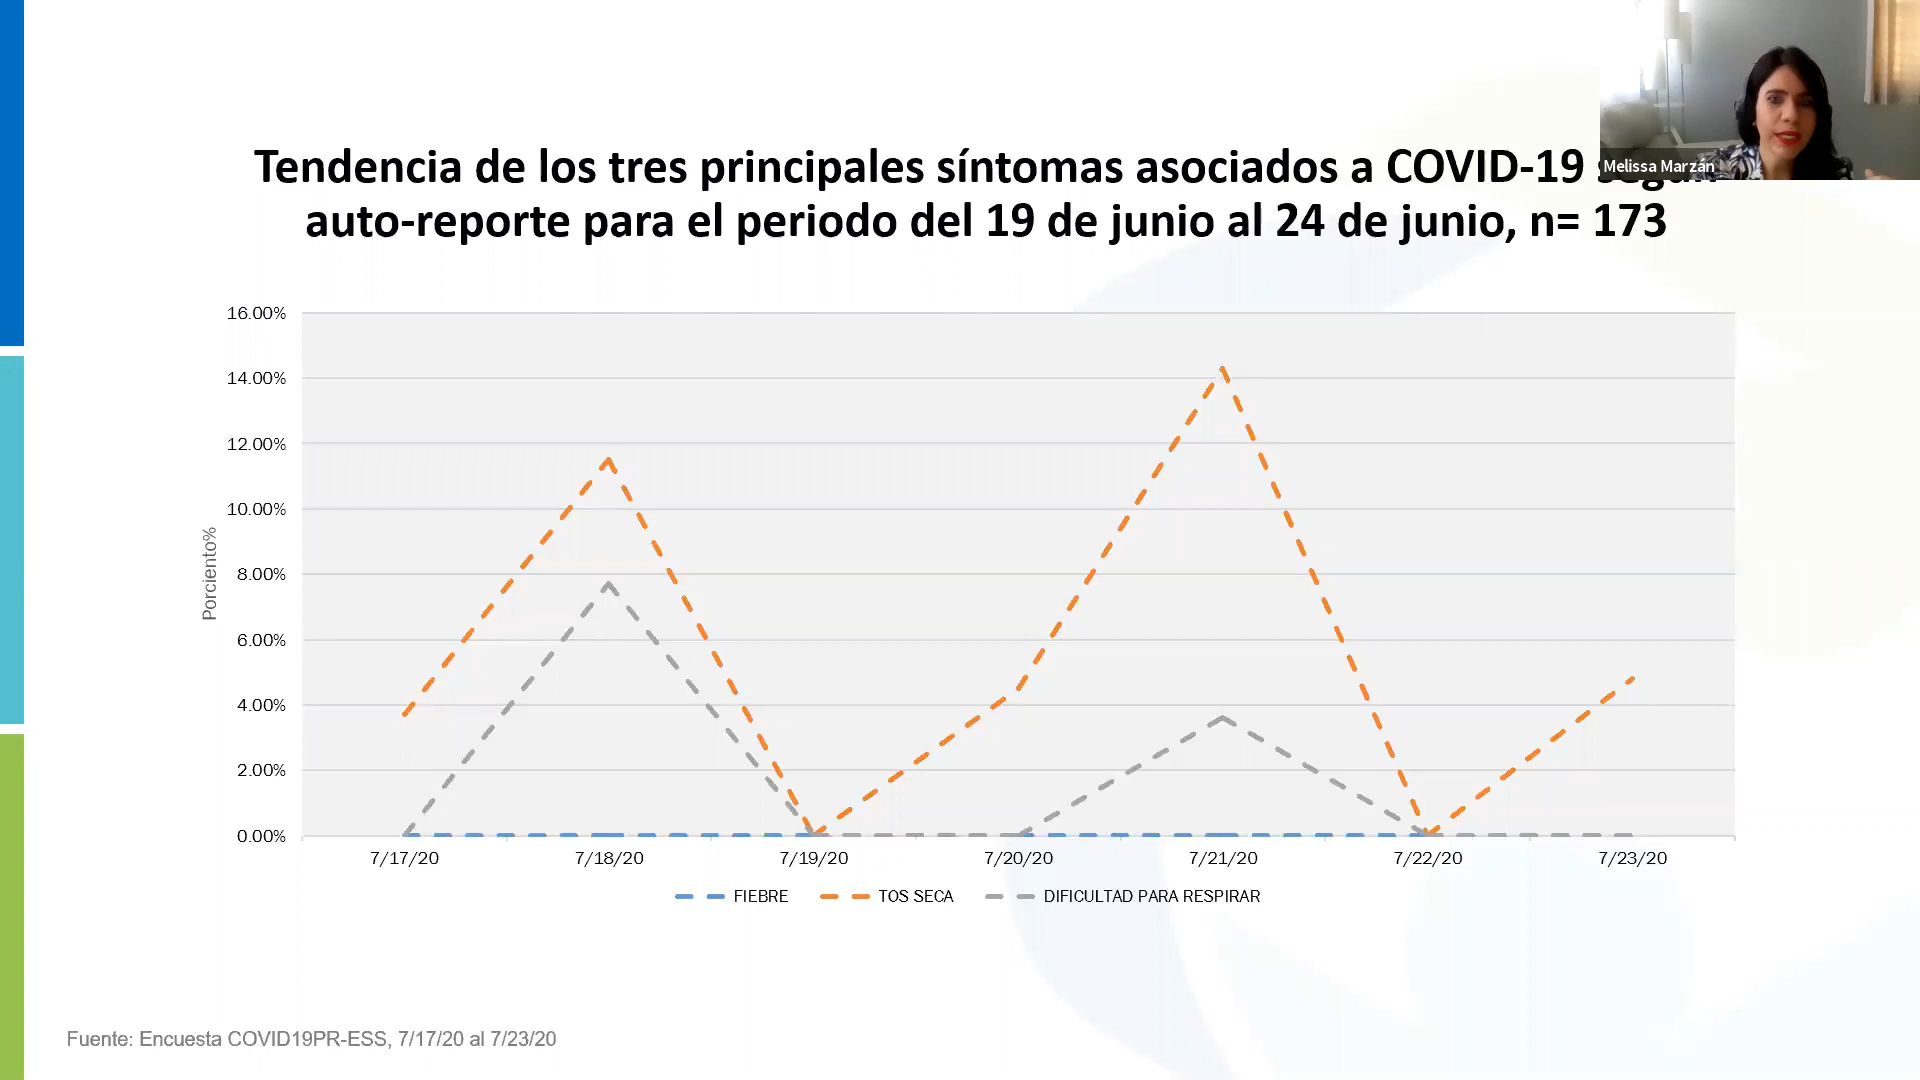 Tendencia de los tres principales síntomas asociados a COVID-19 según
auto-reporte para el periodo del 19 de junio al 24 de junio, n= 173
Melissa Marzán
16.00%
14.00%
12.00%
10.00%
8.00%
6.00%
4.00%
2.00%
0.00%
Porciento%
7/17/20 7/18/20 7/19/20 7/20/20 7/21/20 7/22/20 7/23/20
FIEBRE TOS SECA DIFICULTAD PARA RESPIRAR
Fuente: Encuesta COVID19PR-ESS, 7/17/20 al 7/23/20